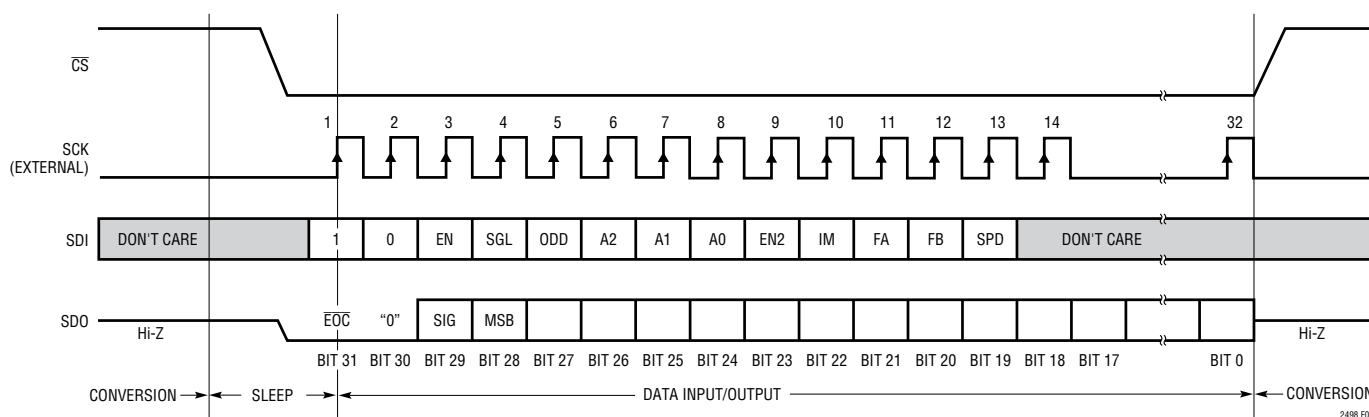 CS
1 2 3 4 5 6 7 8 9 10 11 12 13 14 32
SCK
(EXTERNAL)
SDI DON'T CARE 1 0 EN SGL ODD A2 A1 A0 EN2 IM FA FB SPD DON'T CARE
SDO Hi-Z EOC "0" SIG MSB Hi-Z
BIT 31 BIT 30 BIT 29 BIT 28 BIT 27 BIT 26 BIT 25 BIT 24 BIT 23 BIT 22 BIT 21 BIT 20 BIT 19 BIT 18 BIT 17 BIT 0
CONVERSION SLEEP DATA INPUT/OUTPUT CONVERSION